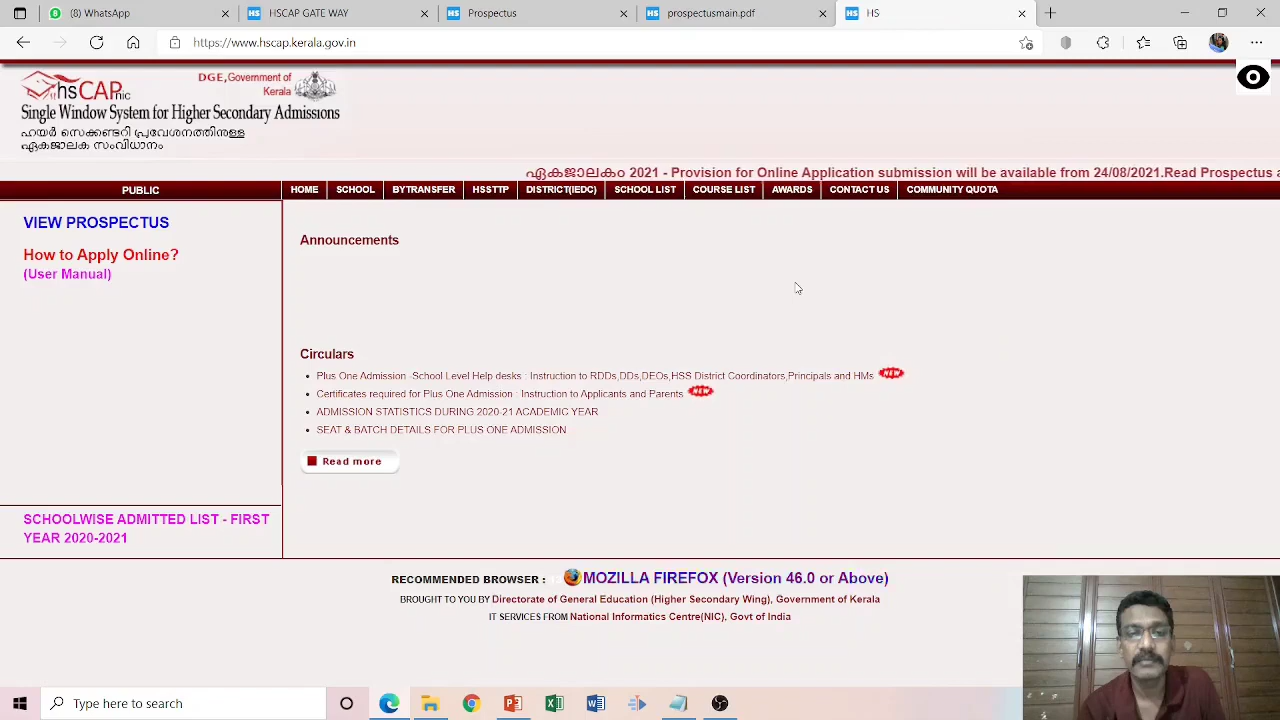 (8) WhatsApp
HSCAP GATE WAY
Prospectus
prospectusmain.pdf
HS
https://www.hscap.kerala.gov.in
hsCAP
NIC
DGE,Government of
Kerala
Single Window System for Higher Secondary Admissions
ഹയർ സെക്കണ്ടറി പ്രവേശനത്തിനുള്ള
ഏകജാലക സംവിധാനം
ഏകജാലകം 2021 - Provision for Online Application submission will be available from 24/08/2021.Read Prospectus a
PUBLIC
HOME SCHOOL BYTRANSFER HSSTTP DISTRICT(IEDC) SCHOOL LIST COURSE LIST AWARDS CONTACT US COMMUNITY QUOTA
VIEW PROSPECTUS
How to Apply Online?
(User Manual)
SCHOOLWISE ADMITTED LIST - FIRST
YEAR 2020-2021
Announcements
Circulars
Plus One Admission -School Level Help desks : Instruction to RDDs,DDs,DEOs,HSS District Coordinators,Principals and HMs NEW
Certificates required for Plus One Admission : Instruction to Applicants and Parents NEW
ADMISSION STATISTICS DURING 2020-21 ACADEMIC YEAR
SEAT & BATCH DETAILS FOR PLUS ONE ADMISSION
Read more
RECOMMENDED BROWSER : MOZILLA FIREFOX (Version 46.0 or Above)
BROUGHT TO YOU BY Directorate of General Education (Higher Secondary Wing), Government of Kerala
IT SERVICES FROM National Informatics Centre(NIC), Govt of India
Type here to search